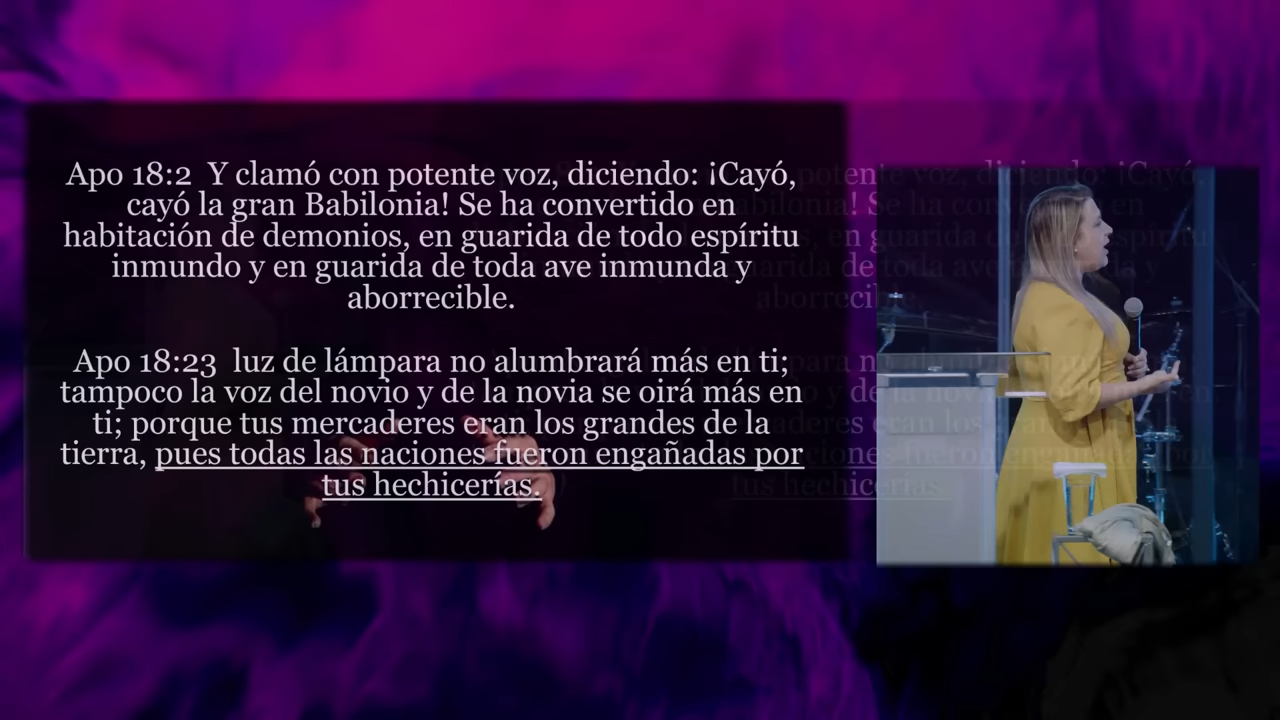 Apo 18:2  Y clamó con potente voz, diciendo: ¡Cayó,
cayó la gran Babilonia! Se ha convertido en
habitación de demonios, en guarida de todo espíritu
inmundo y en guarida de toda ave inmunda y
aborrecible.
Apo 18:23  luz de lámpara no alumbrará más en ti;
tampoco la voz del novio y de la novia se oirá más en
ti; porque tus mercaderes eran los grandes de la
tierra, pues todas las naciones fueron engañadas por
tus hechicerías.